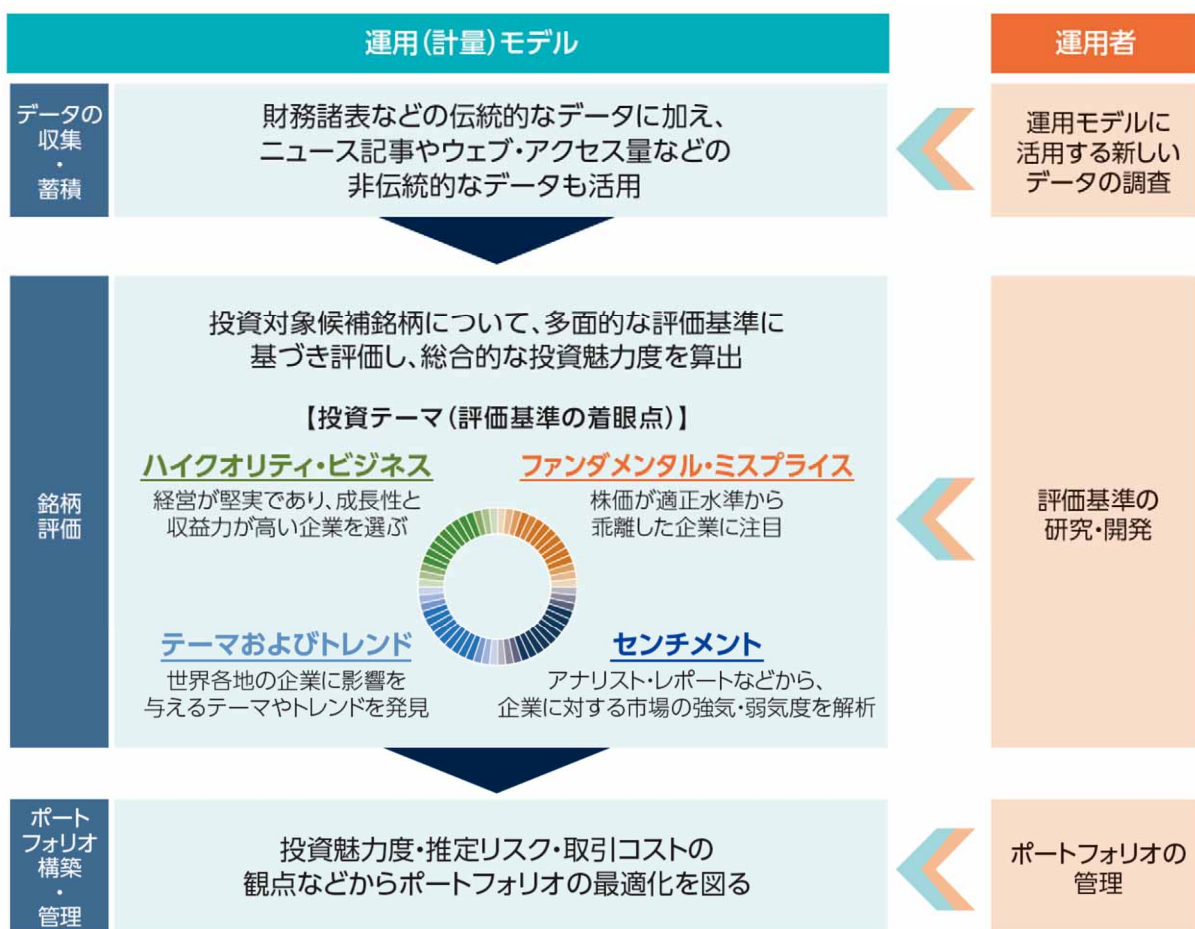 運用(計量)モデル
運用者
データの
収集
・
蓄積
財務諸表などの伝統的なデータに加え、
ニュース記事やウェブ・アクセス量などの
非伝統的なデータも活用
運用モデルに
活用する新しい
データの調査
銘柄
評価
投資対象候補銘柄について、多面的な評価基準に
基づき評価し、総合的な投資魅力度を算出
【投資テーマ(評価基準の着眼点)】
ハイクオリティ・ビジネス
経営が堅実であり、成長性と
収益力が高い企業を選ぶ
ファンダメンタル・ミスプライス
株価が適正水準から
乖離した企業に注目
テーマおよびトレンド
世界各地の企業に影響を
与えるテーマやトレンドを発見
センチメント
アナリスト・レポートなどから、
企業に対する市場の強気・弱気度を解析
評価基準の
研究・開発
ポート
フォリオ
構築
・
管理
投資魅力度・推定リスク・取引コストの
観点などからポートフォリオの最適化を図る
ポートフォリオの
管理